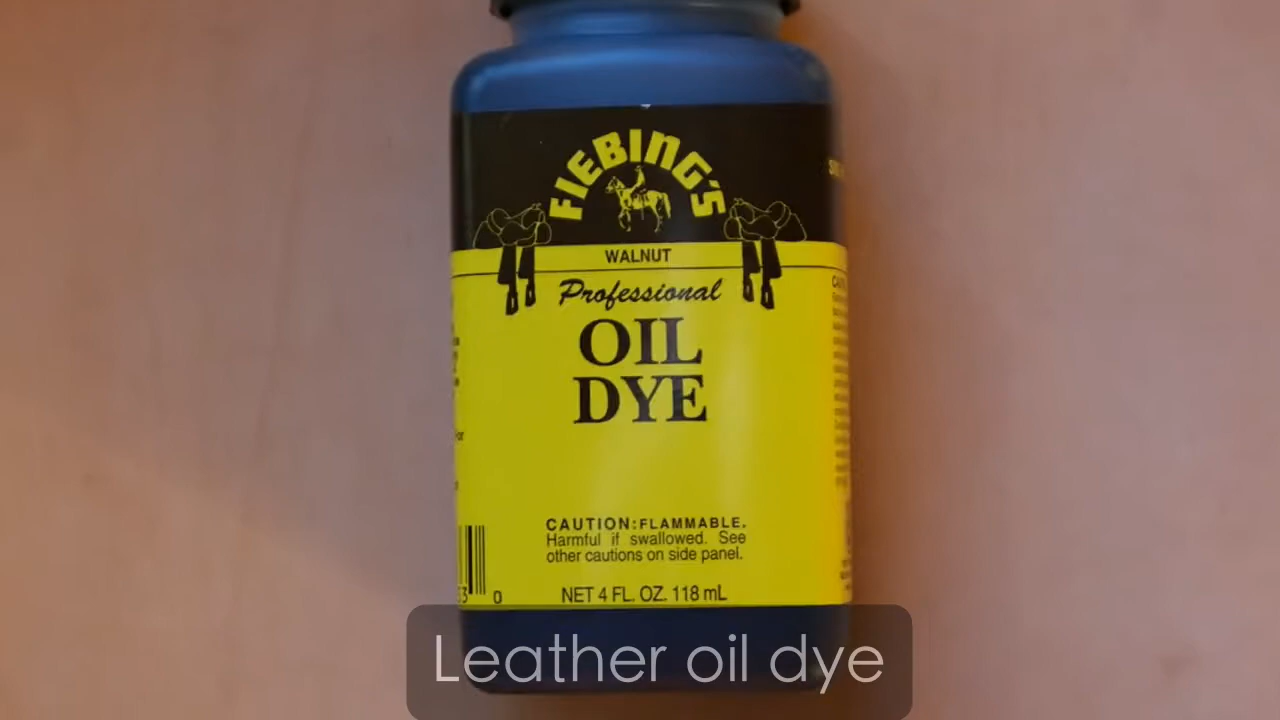 FIEBING'S
WALNUT
Professional
OIL
DYE
CAUTION:FLAMMABLE.
Harmful if swallowed. See
other cautions on side panel.
NET 4 FL. OZ. 118 mL
0
Leather oil dye